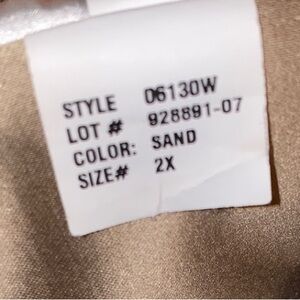 STYLE 06130W
LOT # 928891-07
COLOR: SAND
SIZE# 2X